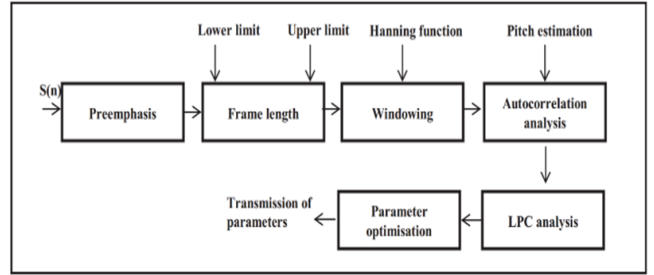 Lower limit Upper limit Hanning function Pitch estimation
S(n)
Preemphasis Frame length Windowing Autocorrelation
analysis
Transmission of
parameters
Parameter
optimisation
LPC analysis